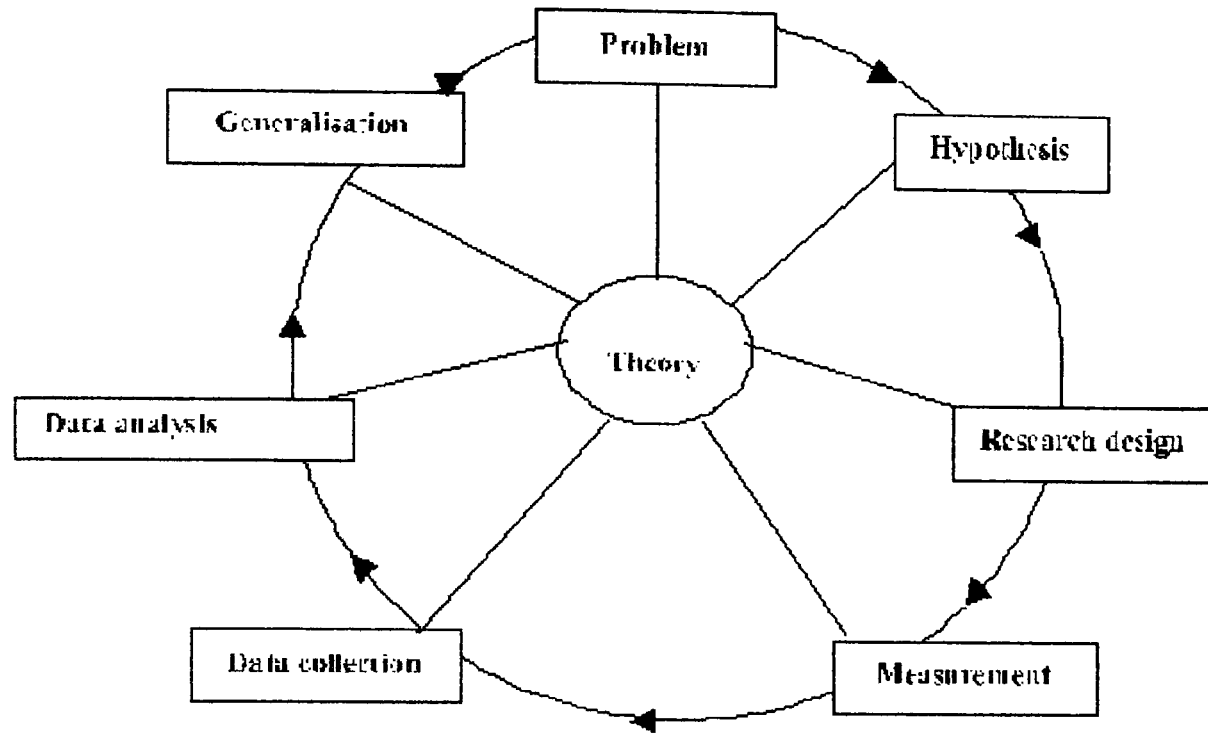 Problem
Generalisation
Hypothesis
Theory
Data analysis
Research design
Data collection
Measurement